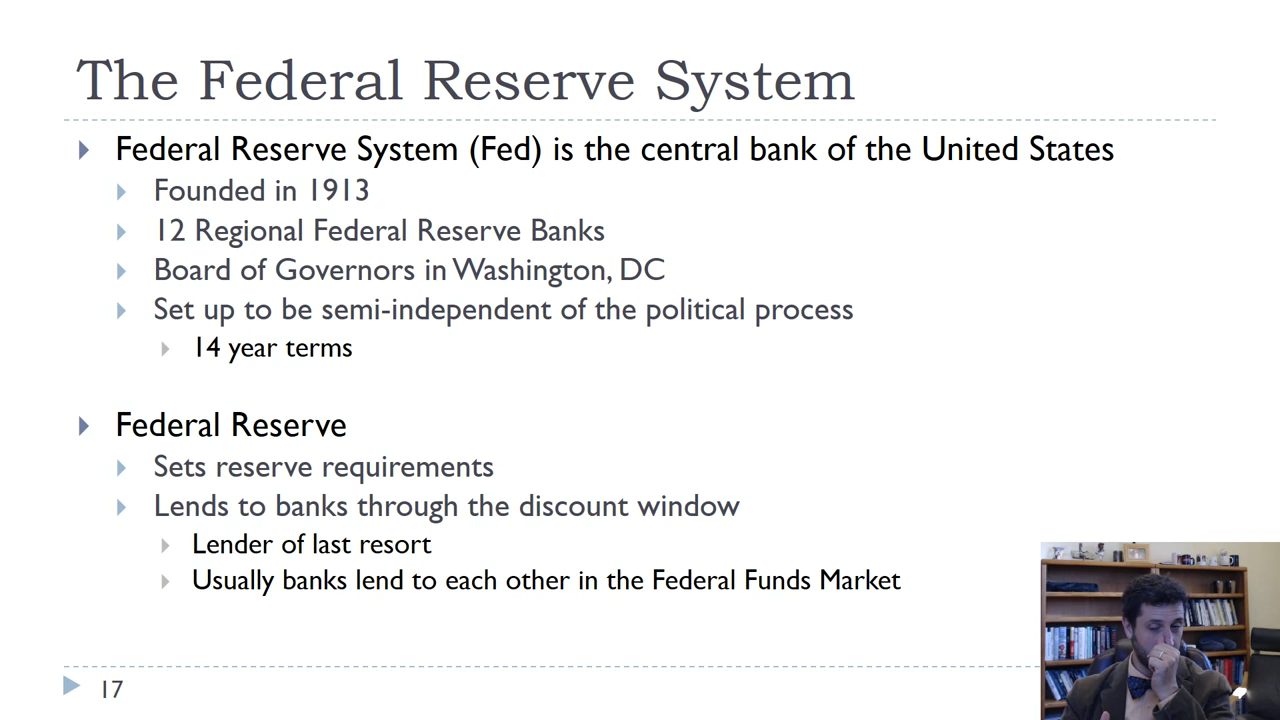 The Federal Reserve System
Federal Reserve System (Fed) is the central bank of the United States
Founded in 1913
12 Regional Federal Reserve Banks
Board of Governors in Washington, DC
Set up to be semi-independent of the political process
14 year terms
Federal Reserve
Sets reserve requirements
Lends to banks through the discount window
Lender of last resort
Usually banks lend to each other in the Federal Funds Market
17